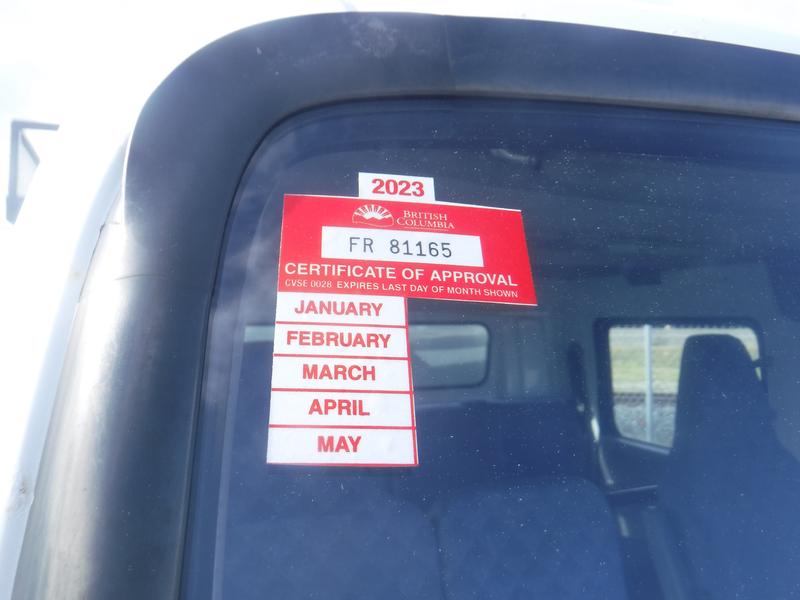 2023
BRITISH
COLUMBIA
FR 81165
CERTIFICATE OF APPROVAL
CVSE 0028 EXPIRES LAST DAY OF MONTH SHOWN
JANUARY
FEBRUARY
MARCH
APRIL
MAY